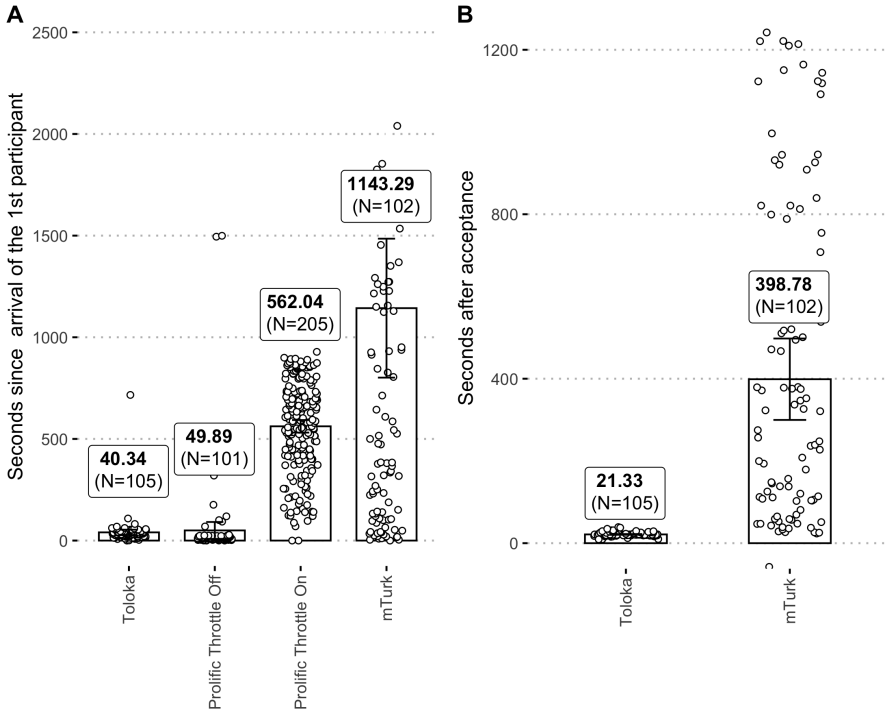 A
Seconds since arrival of the 1st participant
2500
2000
1500
1000
500
0
40.34
(N=105)
49.89
(N=101)
562.04
(N=205)
1143.29
(N=102)
Toloka
Prolific Throttle Off
Prolific Throttle On
mTurk
B
Seconds after acceptance
1200
800
400
0
21.33
(N=105)
398.78
(N=102)
Toloka
mTurk